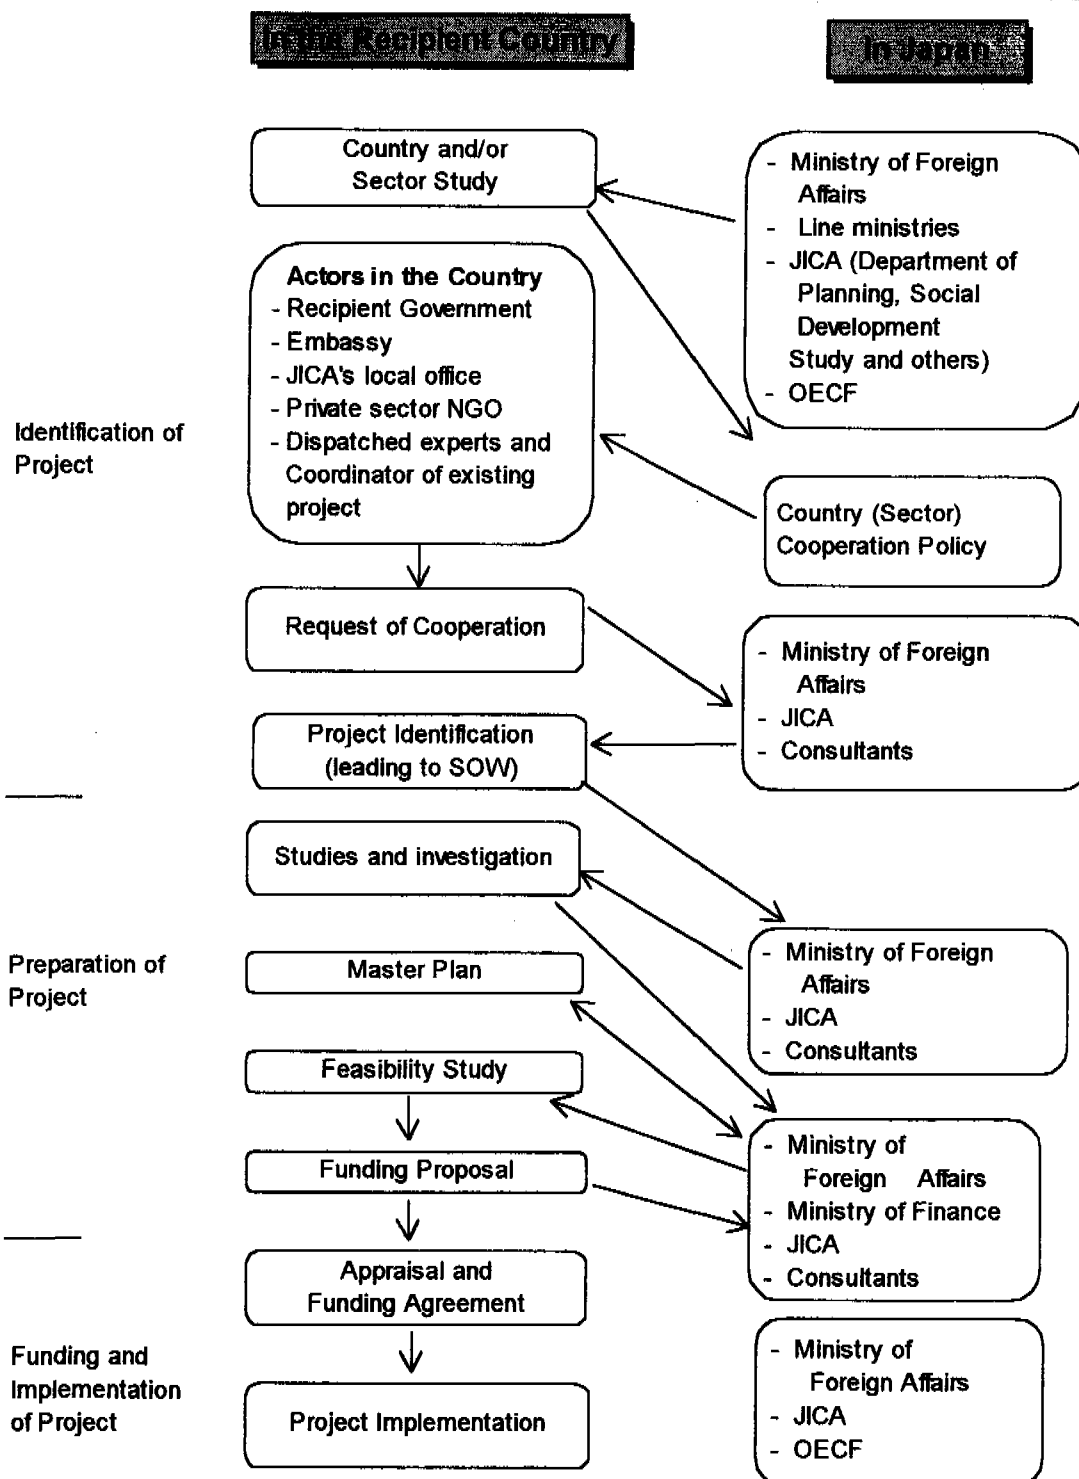 In the Recipient Country
In Japan
Country and/or
Sector Study
- Ministry of Foreign
Affairs
- Line ministries
- JICA (Department of
Planning, Social
Development
Study and others)
- OECF
Identification of
Project
Actors in the Country
- Recipient Government
- Embassy
- JICA's local office
- Private sector NGO
- Dispatched experts and
Coordinator of existing
project
Country (Sector)
Cooperation Policy
Request of Cooperation
- Ministry of Foreign
Affairs
- JICA
- Consultants
Project Identification
(leading to SOW)
Studies and investigation
Preparation of
Project
Master Plan
- Ministry of Foreign
Affairs
- JICA
- Consultants
Feasibility Study
Funding Proposal
- Ministry of
Foreign Affairs
- Ministry of Finance
- JICA
- Consultants
Appraisal and
Funding Agreement
Funding and
Implementation
of Project
Project Implementation
- Ministry of
Foreign Affairs
- JICA
- OECF